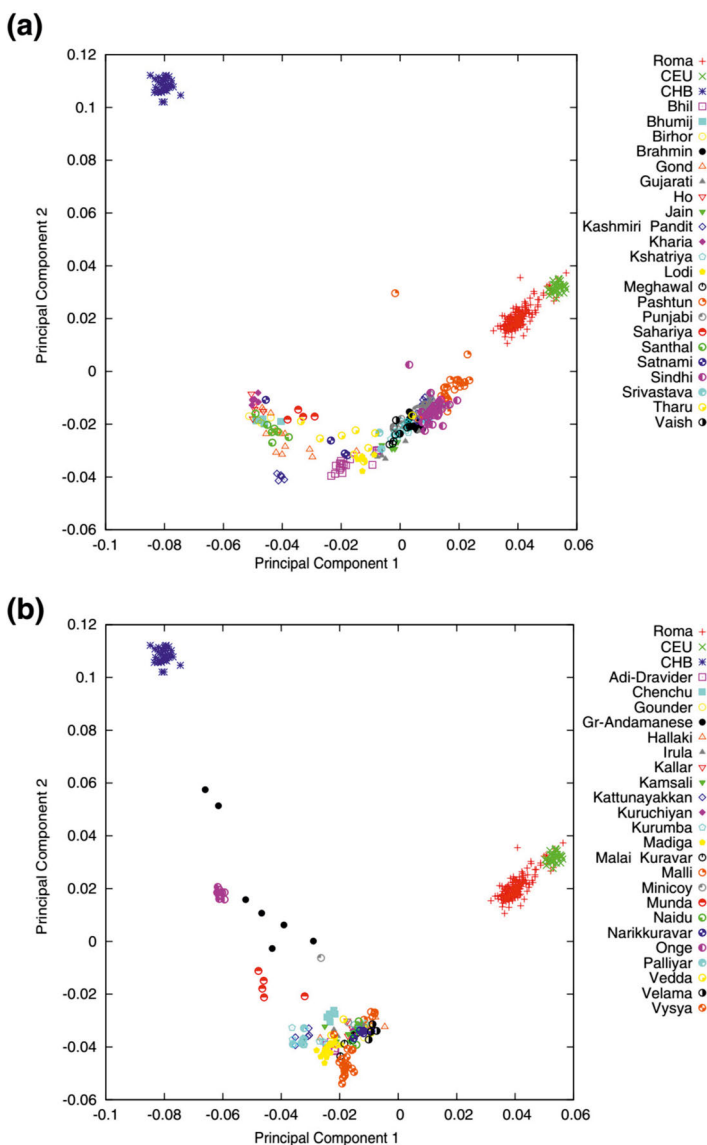 (a)
0.12
0.1
0.08
0.06
0.04
0.02
0
-0.02
-0.04
-0.06
Principal Component 2
-0.1
-0.08
-0.06
-0.04
-0.02
0
0.02
0.04
0.06
Principal Component 1
Roma
CEU
CHB
Bhil
Bhumij
Birhor
Brahmin
Gond
Gujarati
Ho
Jain
Kashmiri Pandit
Kharia
Kshatriya
Lodi
Meghawal
Pashtun
Punjabi
Sahariya
Santhal
Satnami
Sindhi
Srivastava
Tharu
Vaish
(b)
0.12
0.1
0.08
0.06
0.04
0.02
0
-0.02
-0.04
-0.06
Principal Component 2
-0.1
-0.08
-0.06
-0.04
-0.02
0
0.02
0.04
0.06
Principal Component 1
Roma
CEU
CHB
Adi-Dravider
Chenchu
Gounder
Gr-Andamanese
Hallaki
Irula
Kallar
Kamsali
Kattunayakkan
Kuruchiyan
Kurumba
Madiga
Malai Kuravar
Malli
Minicoy
Munda
Naidu
Narikkuravar
Onge
Palliyar
Vedda
Velama
Vysya